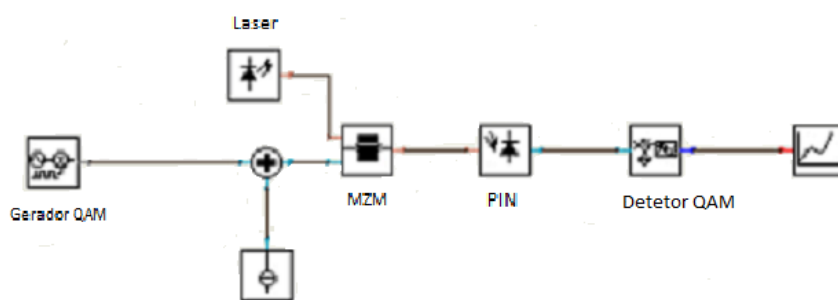 Laser
Gerador QAM
MZM
PIN
Detetor QAM